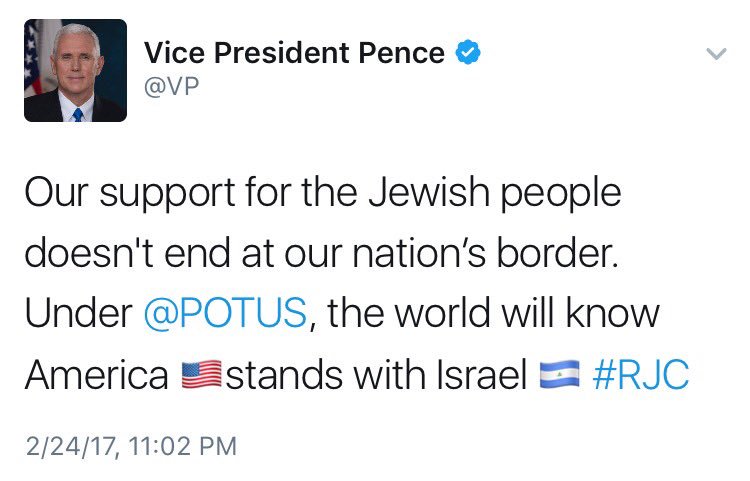 Vice President Pence
@VP
Our support for the Jewish people
doesn't end at our nation’s border.
Under @POTUS, the world will know
America 🇺🇸stands with Israel 🇳🇮 #RJC
2/24/17, 11:02 PM